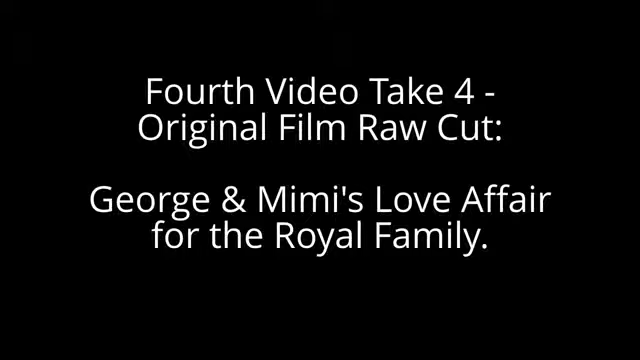 Fourth Video Take 4 -
Original Film Raw Cut:
George & Mimi's Love Affair
for the Royal Family.